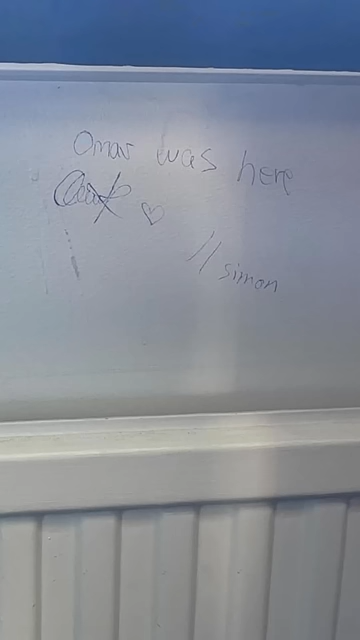 Omar was here
♡
// simon